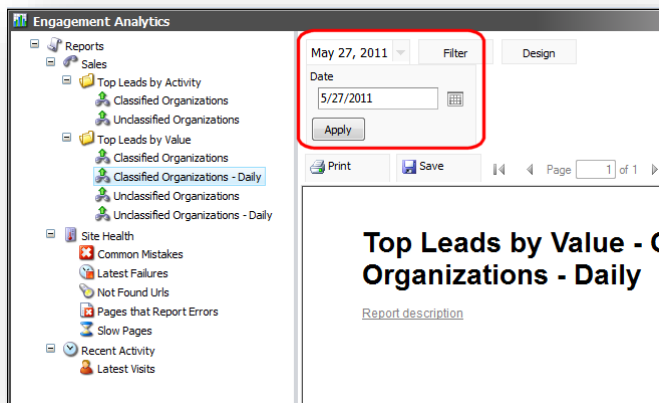 Engagement Analytics
Reports
Sales
Top Leads by Activity
Classified Organizations
Unclassified Organizations
Top Leads by Value
Classified Organizations
Classified Organizations - Daily
Unclassified Organizations
Unclassified Organizations - Daily
Site Health
Common Mistakes
Latest Failures
Not Found Urls
Pages that Report Errors
Slow Pages
Recent Activity
Latest Visits
May 27, 2011 Filter Design
Date
5/27/2011
Apply
Print Save Page 1 of 1
Top Leads by Value -
Organizations - Daily
Report description